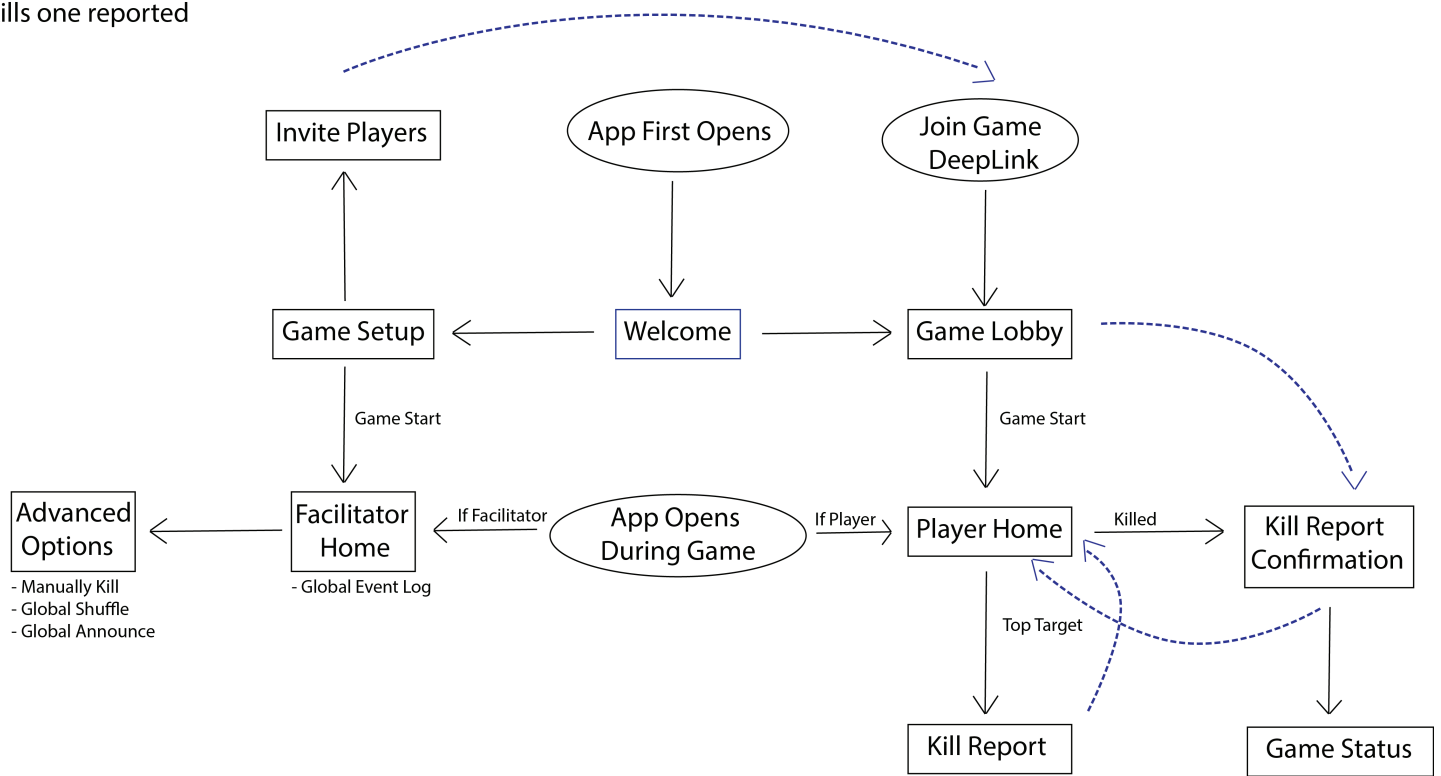 ills one reported
Invite Players
App First Opens
Join Game
DeepLink
Game Setup
Welcome
Game Lobby
Game Start
Game Start
Advanced
Options
- Manually Kill
- Global Shuffle
- Global Announce
Facilitator
Home
- Global Event Log
If Facilitator
App Opens
During Game
If Player
Player Home
Killed
Kill Report
Confirmation
Top Target
Kill Report
Game Status